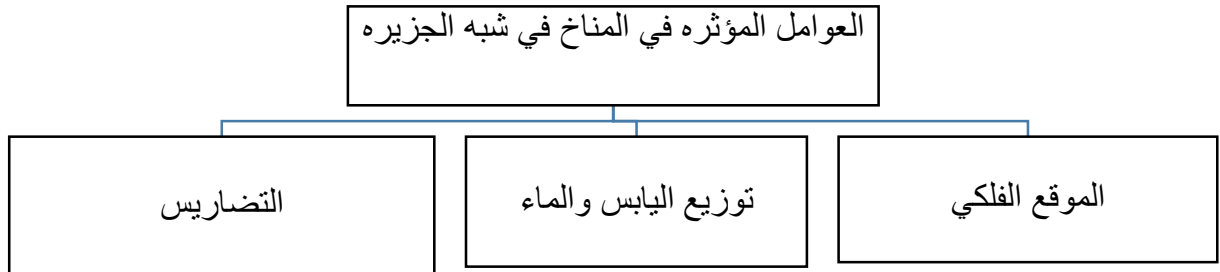 العوامل المؤثره في المناخ في شبه الجزيره
الموقع الفلكي
توزيع اليابس والماء
التضاريس